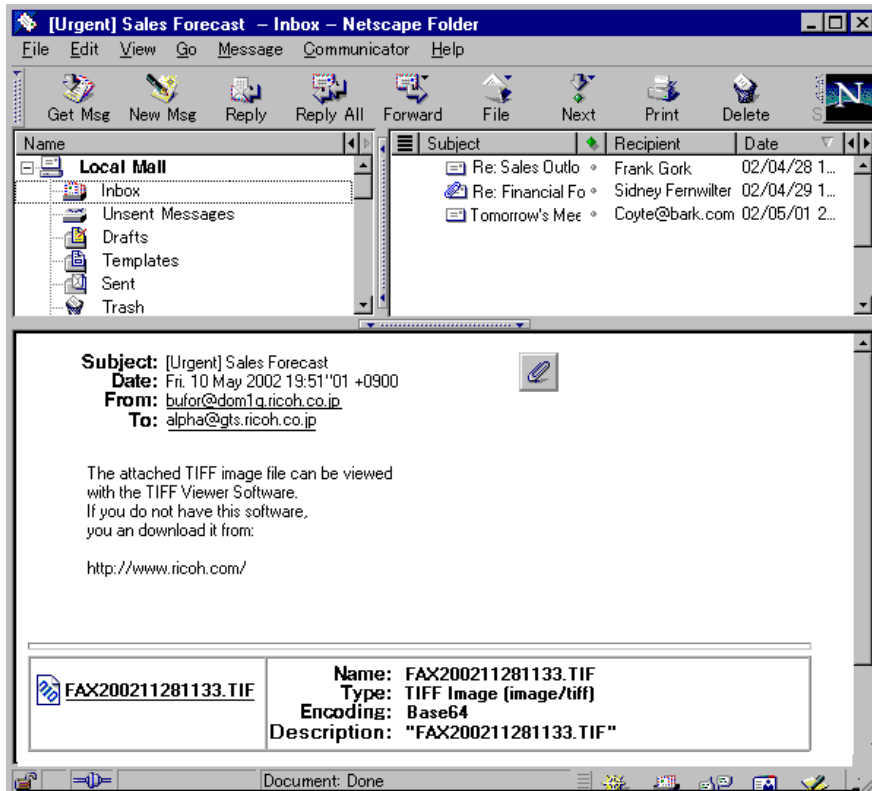 [Urgent] Sales Forecast – Inbox – Netscape Folder
File Edit View Go Message Communicator Help
Get Msg New Msg Reply Reply All Forward File Next Print Delete S N
Name
Subject Recipient Date
Local Mail
Inbox
Unsent Messages
Drafts
Templates
Sent
Trash
Re: Sales Outlo Frank Gork 02/04/28 1...
Re: Financial Fo Sidney Fernwilter 02/04/29 1...
Tomorrow's Mee Coyte@bark.com 02/05/01 2...
Subject: [Urgent] Sales Forecast
Date: Fri. 10 May 2002 19:51"01 +0900
From: bufor@dom1q.ricoh.co.jp
To: alpha@gts.ricoh.co.jp
The attached TIFF image file can be viewed
with the TIFF Viewer Software.
If you do not have this software,
you an download it from:
http://www.ricoh.com/
FAX200211281133.TIF
Name: FAX200211281133.TIF
Type: TIFF Image (image/tiff)
Encoding: Base64
Description: "FAX200211281133.TIF"
Document: Done